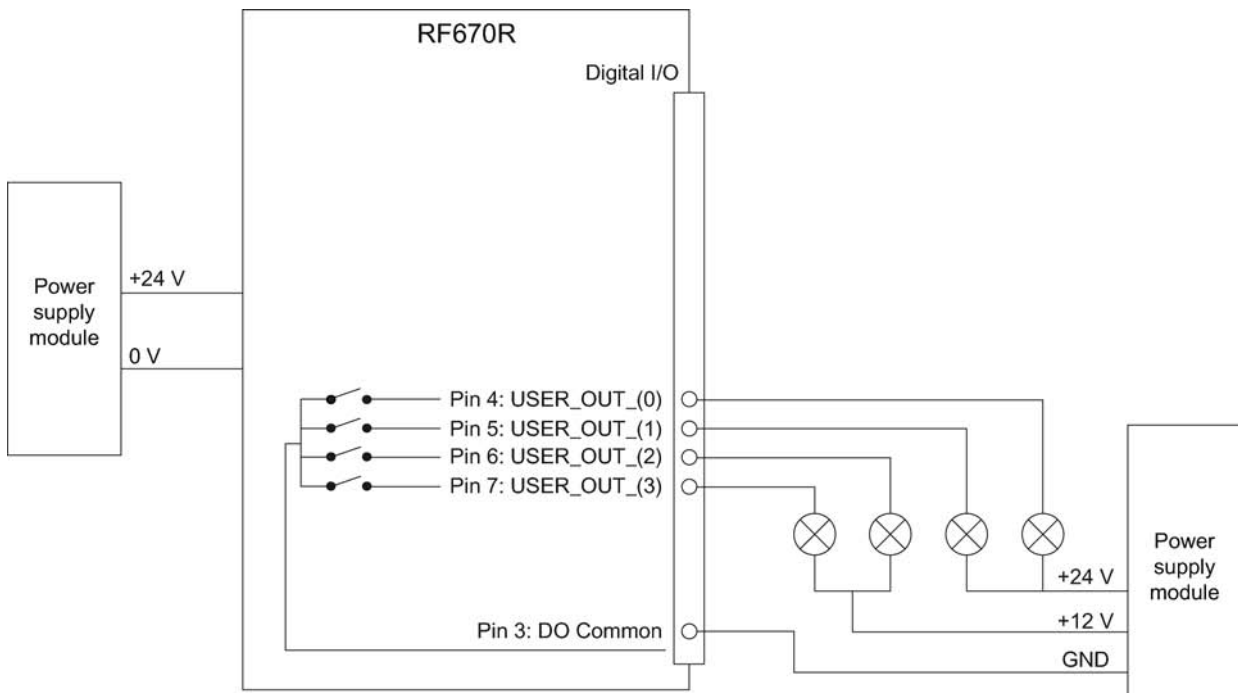 RF670R
Digital I/O
Power
supply
module
+24 V
0 V
Pin 4: USER_OUT_(0)
Pin 5: USER_OUT_(1)
Pin 6: USER_OUT_(2)
Pin 7: USER_OUT_(3)
Pin 3: DO Common
+24 V
+12 V
GND
Power
supply
module